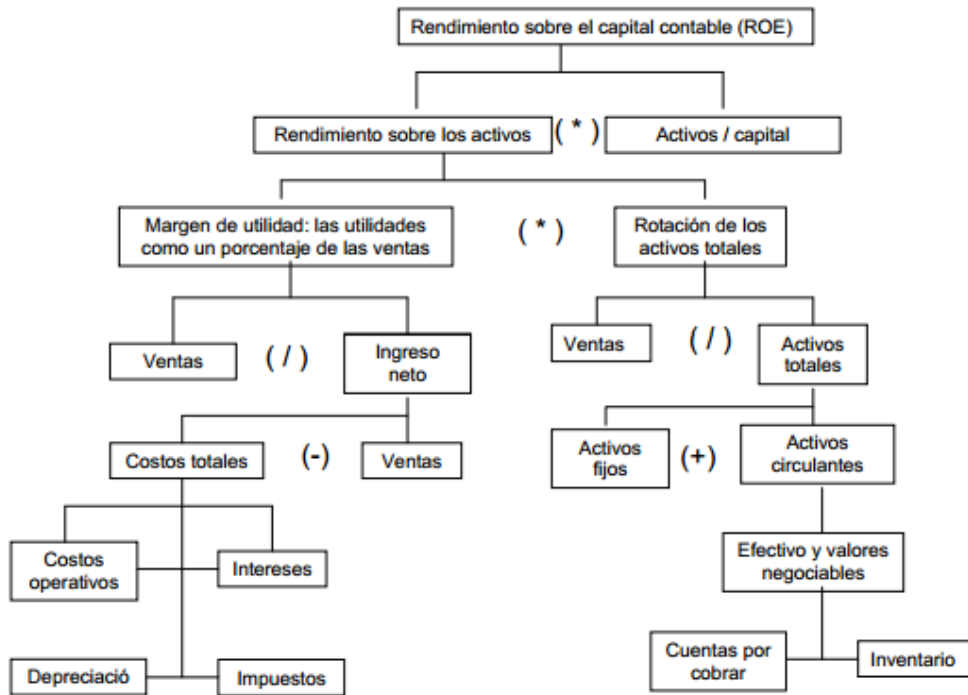 Rendimiento sobre el capital contable (ROE)
Rendimiento sobre los activos
( * )
Activos / capital
Margen de utilidad: las utilidades
como un porcentaje de las ventas
( * )
Rotación de los
activos totales
Ventas
( / )
Ingreso
neto
Ventas
( / )
Activos
totales
Costos totales
(-)
Ventas
Activos
fijos
(+)
Activos
circulantes
Costos
operativos
Intereses
Efectivo y valores
negociables
Depreciació
Impuestos
Cuentas por
cobrar
Inventario